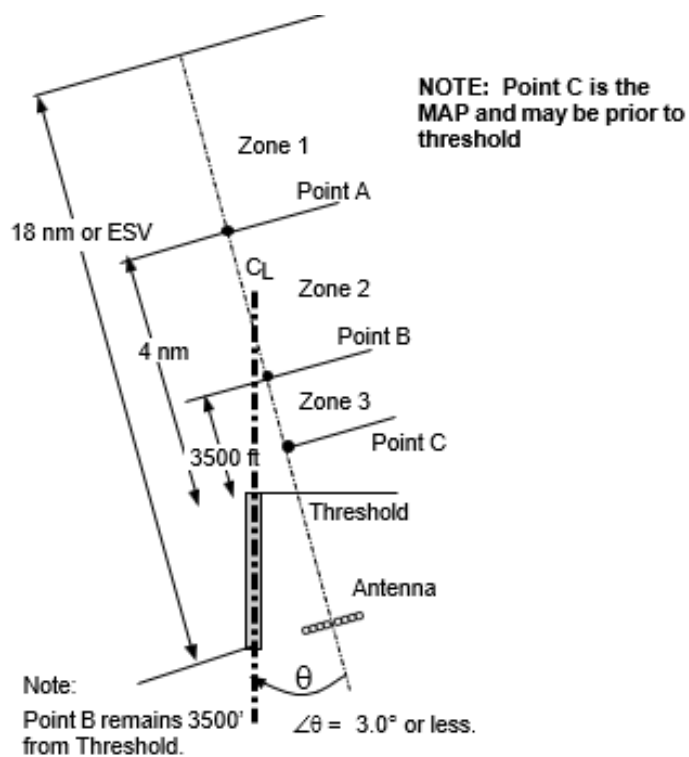 NOTE: Point C is the
MAP and may be prior to
threshold
Zone 1
Point A
18 nm or ESV
CL
Zone 2
4 nm
Point B
Zone 3
Point C
3500 ft
Threshold
Antenna
θ
Note:
Point B remains 3500'
from Threshold.
∠θ = 3.0° or less.